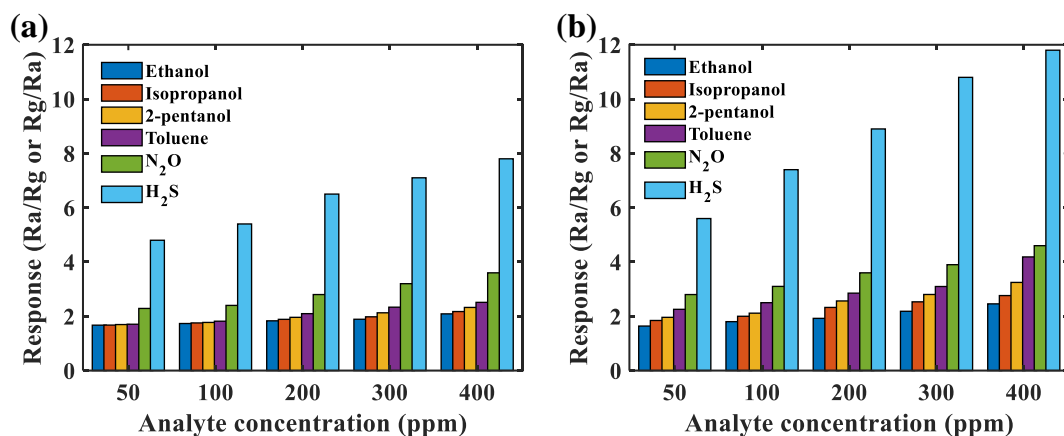 (a)
Response (Ra/Rg or Rg/Ra)
12
10
8
6
4
2
0
Ethanol
Isopropanol
2-pentanol
Toluene
N₂O
H₂S
50 100 200 300 400
Analyte concentration (ppm)
(b)
Response (Ra/Rg or Rg/Ra)
12
10
8
6
4
2
0
Ethanol
Isopropanol
2-pentanol
Toluene
N₂O
H₂S
50 100 200 300 400
Analyte concentration (ppm)